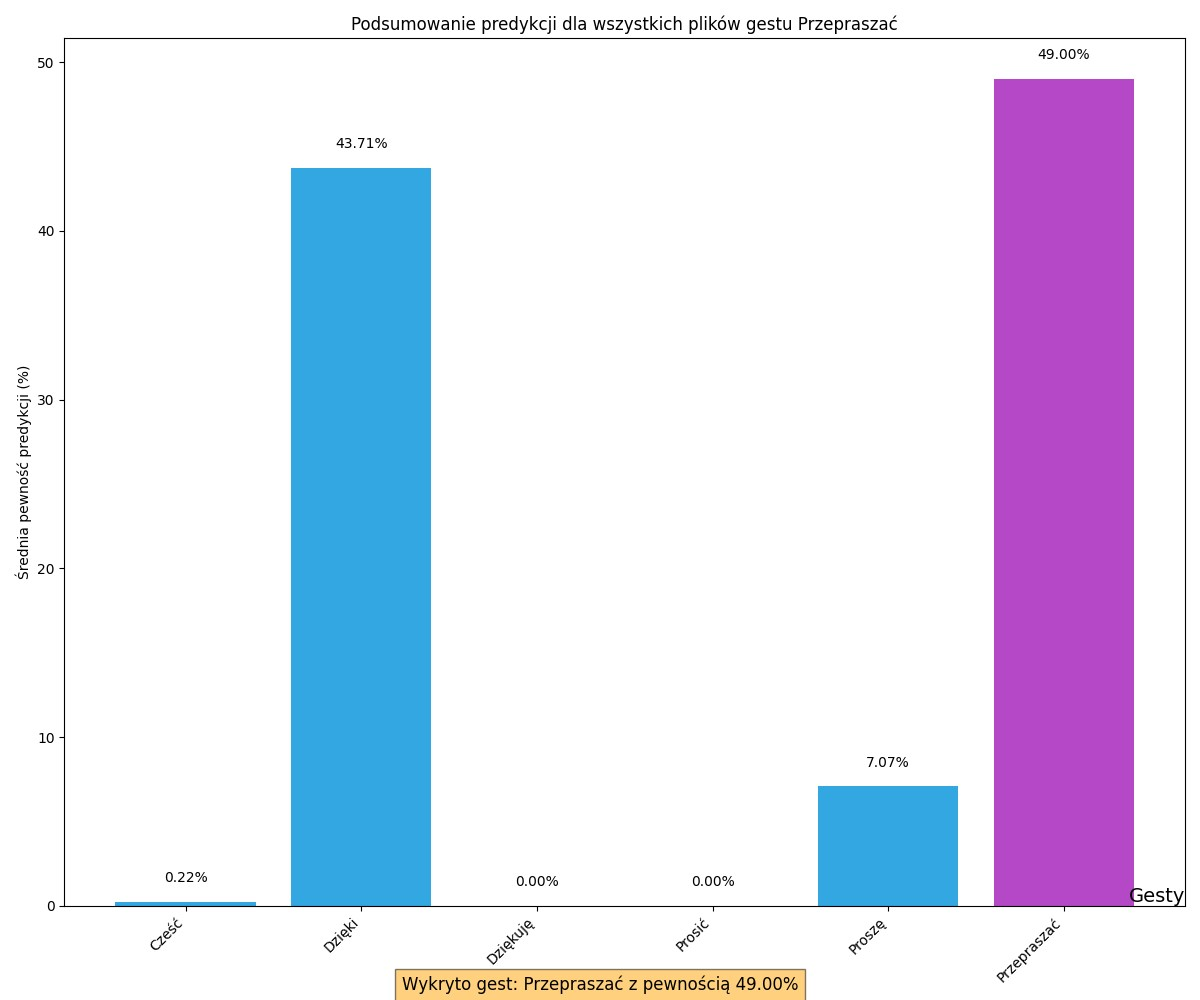 Podsumowanie predykcji dla wszystkich plików gestu Przepraszać
Średnia pewność predykcji (%)
50
40
30
20
10
0
0.22%
43.71%
0.00%
0.00%
7.07%
49.00%
Cześć
Dzięki
Dziękuję
Prosić
Proszę
Przepraszać
Gesty
Wykryto gest: Przepraszać z pewnością 49.00%